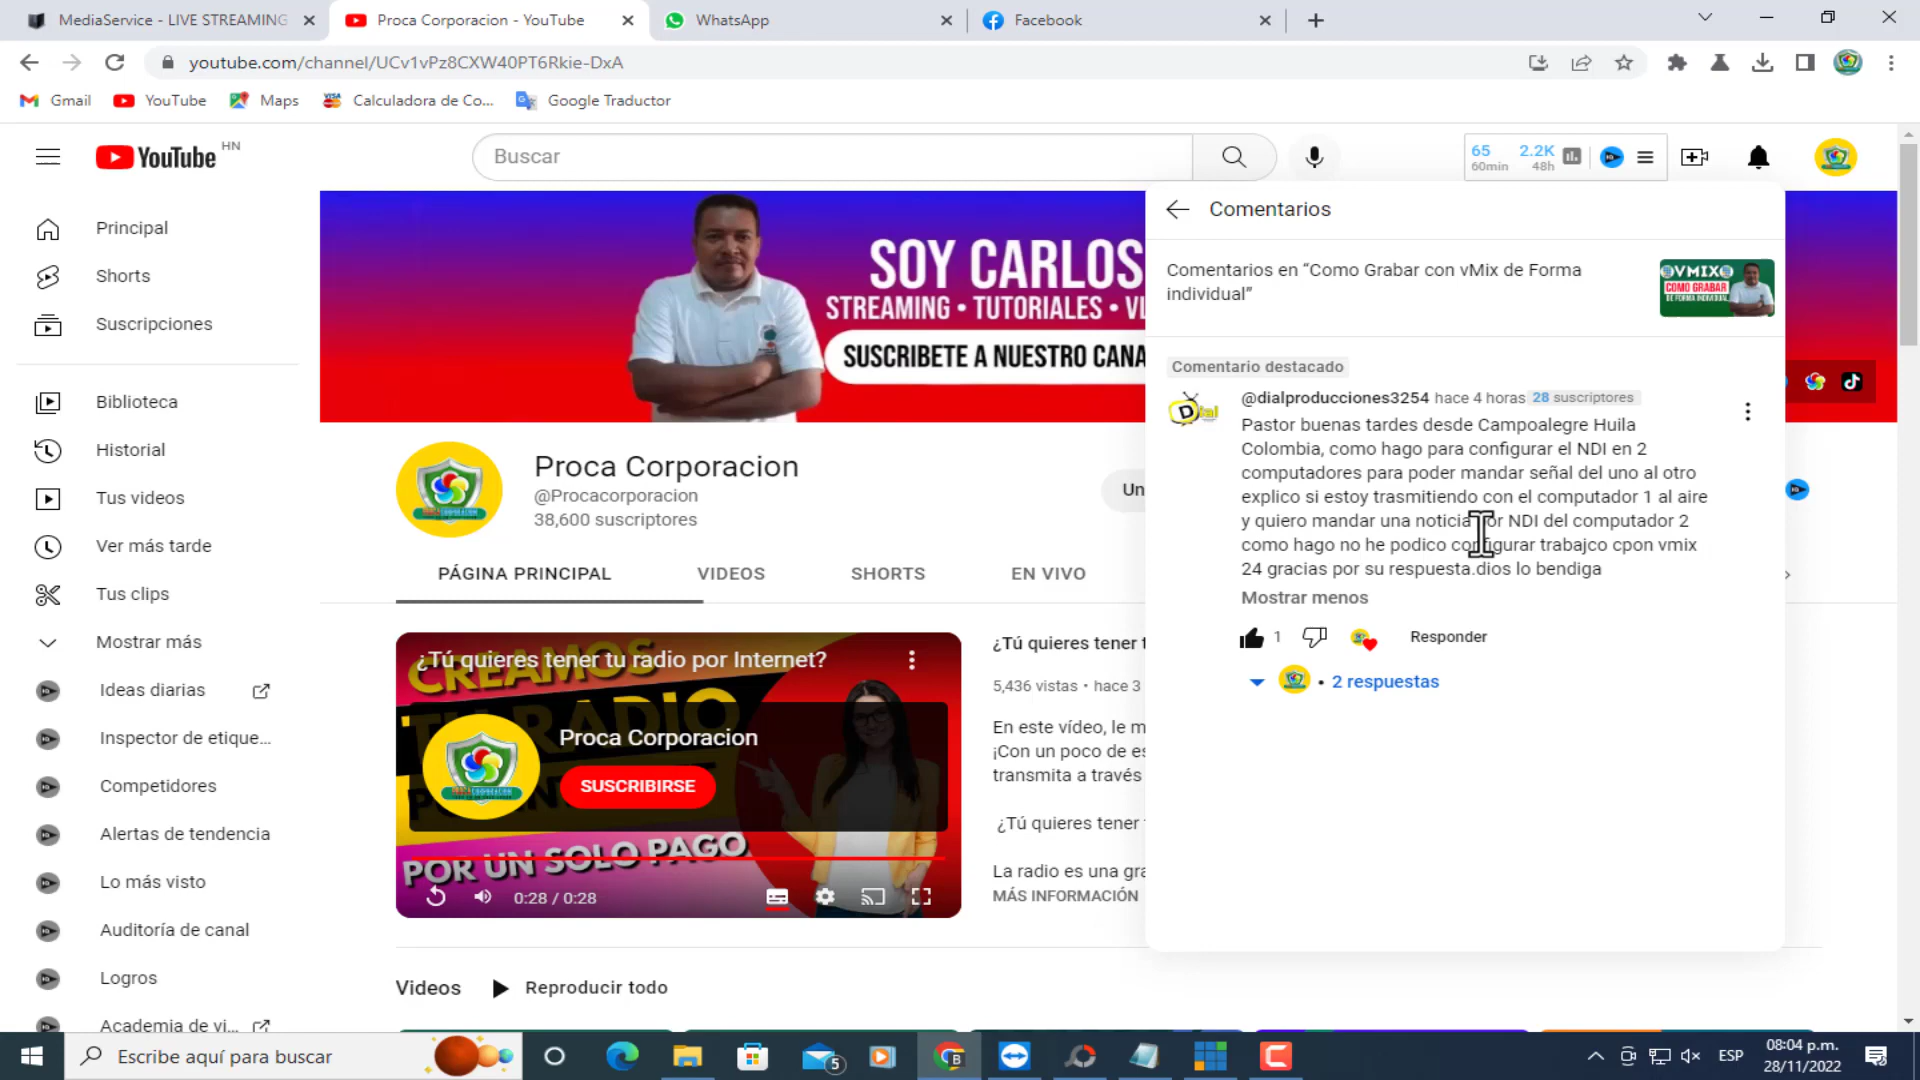 MediaService - LIVE STREAMING
Proca Corporacion - YouTube
WhatsApp
Facebook
youtube.com/channel/UCv1vPz8CXW40PT6Rkie-DxA
Gmail
YouTube
Maps
Calculadora de Co...
Google Traductor
YouTube HN
Buscar
65
60min
2.2K
48h
Principal
Shorts
Suscripciones
Biblioteca
Historial
Tus videos
Ver más tarde
Tus clips
Mostrar más
Ideas diarias
Inspector de etique...
Competidores
Alertas de tendencia
Lo más visto
Auditoría de canal
Logros
Academia de vi...
SOY CARLOS
STREAMING • TUTORIALES • VL
SUSCRIBETE A NUESTRO CANA
Proca Corporacion
@Procacorporacion
38,600 suscriptores
Un
PÁGINA PRINCIPAL
VIDEOS
SHORTS
EN VIVO
¿Tú quieres tener tu radio por Internet?
CREAMOS
TU RADIO
Proca Corporacion
SUSCRIBIRSE
POR UN SOLO PAGO
0:28 / 0:28
¿Tú quieres tener t
5,436 vistas • hace 3
En este vídeo, le m
¡Con un poco de es
transmita a través
¿Tú quieres tener
La radio es una gra
MÁS INFORMACIÓN
Videos
Reproducir todo
Comentarios
Comentarios en “Como Grabar con vMix de Forma
individual”
VMIX
COMO GRABAR
DE FORMA INDIVIDUAL
Comentario destacado
Dial
@dialproducciones3254 hace 4 horas 28 suscriptores
Pastor buenas tardes desde Campoalegre Huila
Colombia, como hago para configurar el NDI en 2
computadores para poder mandar señal del uno al otro
explico si estoy trasmitiendo con el computador 1 al aire
y quiero mandar una noticia por NDI del computador 2
como hago no he podico configurar trabajco cpon vmix
24 gracias por su respuesta.dios lo bendiga
Mostrar menos
1
Responder
• 2 respuestas
Escribe aquí para buscar
5
B
ESP
08:04 p.m.
28/11/2022